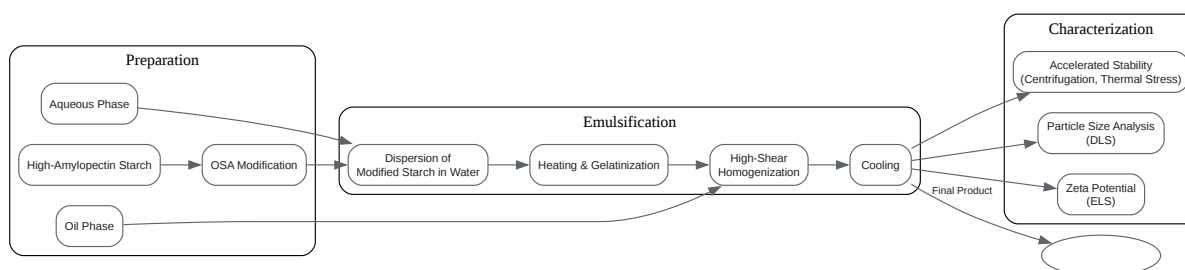 Preparation
Aqueous Phase
High-Amylopectin Starch
OSA Modification
Oil Phase
Emulsification
Dispersion of
Modified Starch in Water
Heating & Gelatinization
High-Shear
Homogenization
Cooling
Final Product
Characterization
Accelerated Stability
(Centrifugation, Thermal Stress)
Particle Size Analysis
(DLS)
Zeta Potential
(ELS)